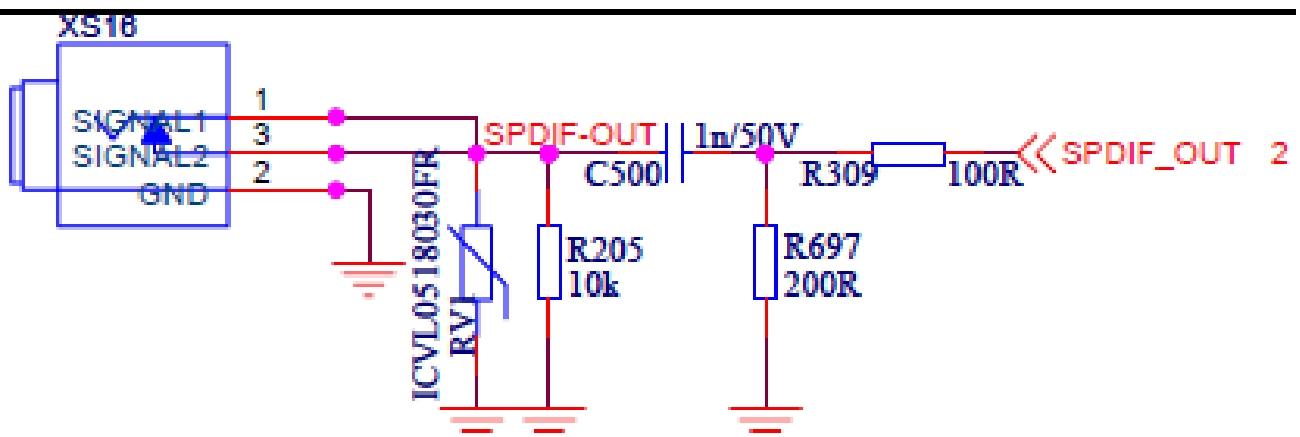 XS16
SIGNAL1 1
SIGNAL2 3
GND 2
SPDIF-OUT
1n/50V
C500
R309
100R
SPDIF_OUT 2
ICVL0518030FR
RV1
R205
10k
R697
200R